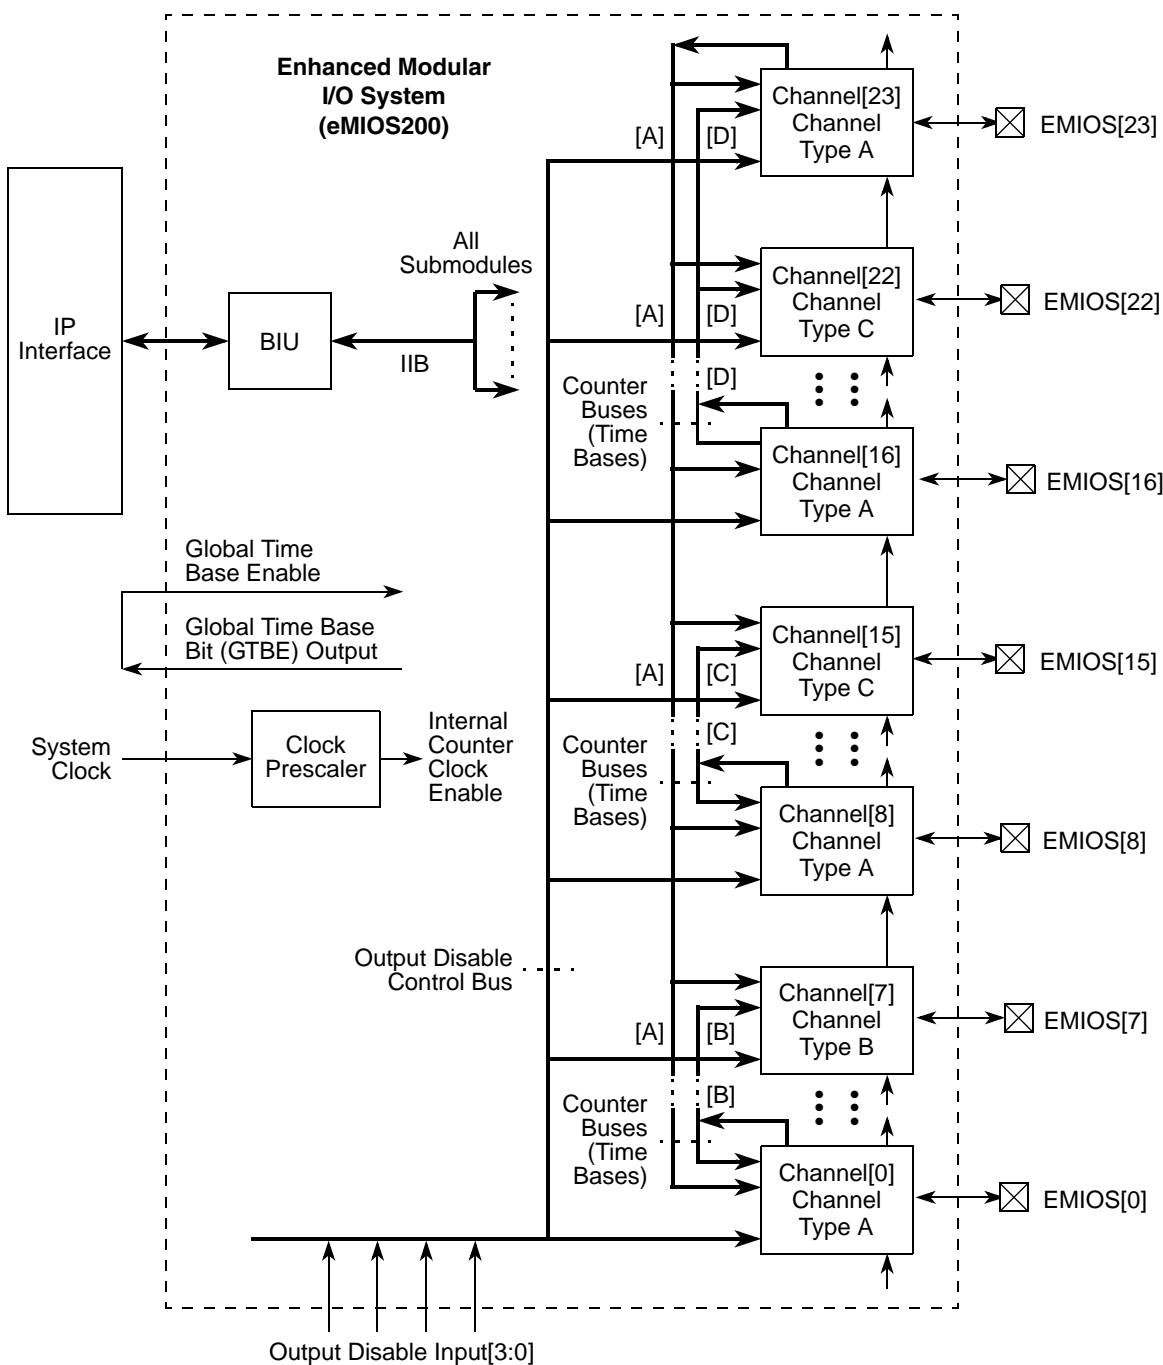 Enhanced Modular
I/O System
(eMIOS200)
IP
Interface
BIU
IIB
All
Submodules
[A]
[D]
Channel[23]
Channel
Type A
EMIOS[23]
[A]
[D]
Channel[22]
Channel
Type C
EMIOS[22]
Counter
Buses
(Time
Bases)
[D]
Channel[16]
Channel
Type A
EMIOS[16]
Global Time
Base Enable
Global Time Base
Bit (GTBE) Output
[A]
[C]
Channel[15]
Channel
Type C
EMIOS[15]
System
Clock
Clock
Prescaler
Internal
Counter
Clock
Enable
Counter
Buses
(Time
Bases)
[C]
Channel[8]
Channel
Type A
EMIOS[8]
Output Disable
Control Bus
[A]
[B]
Channel[7]
Channel
Type B
EMIOS[7]
Counter
Buses
(Time
Bases)
[B]
Channel[0]
Channel
Type A
EMIOS[0]
Output Disable Input[3:0]